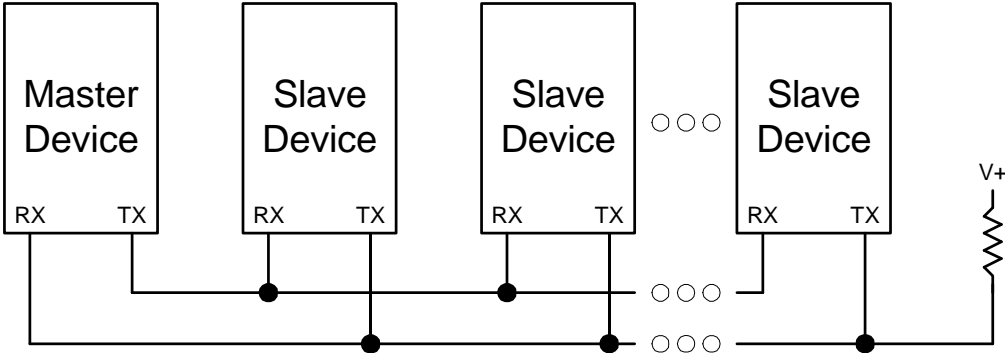 Master
Device
Slave
Device
Slave
Device
Slave
Device
RX TX
RX TX
RX TX
RX TX
V+